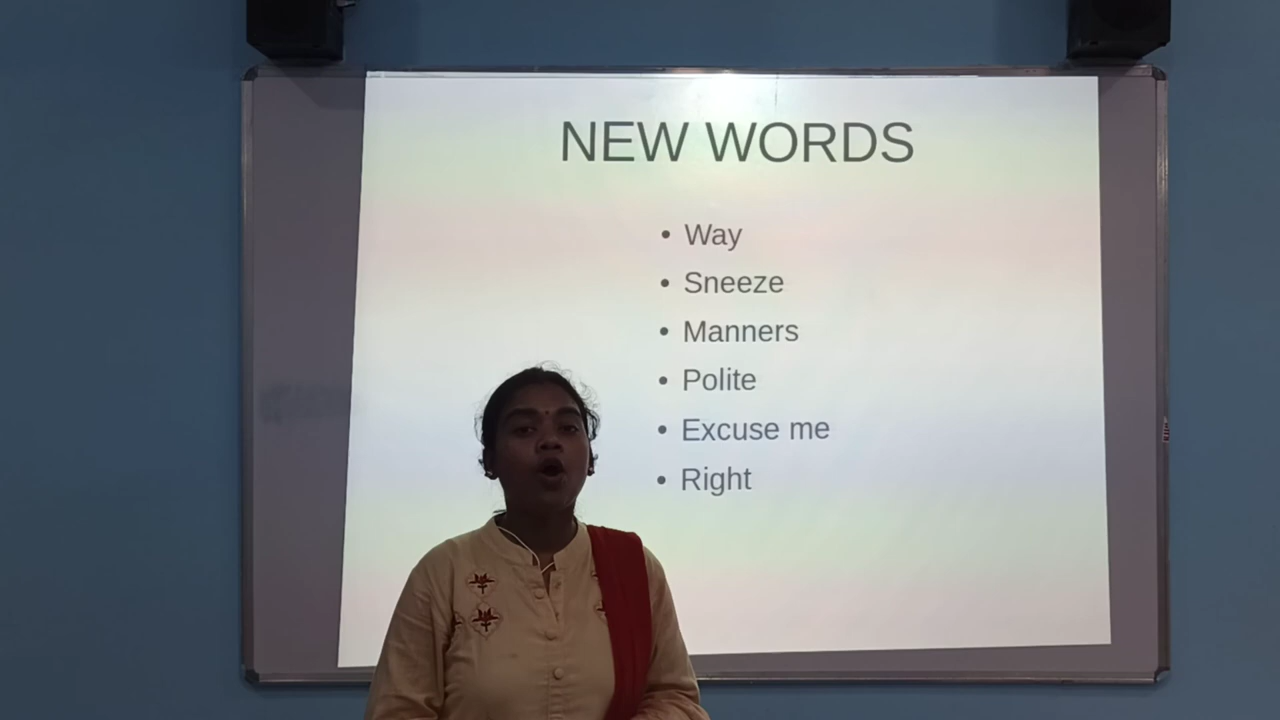 NEW WORDS
• Way
• Sneeze
• Manners
• Polite
• Excuse me
• Right